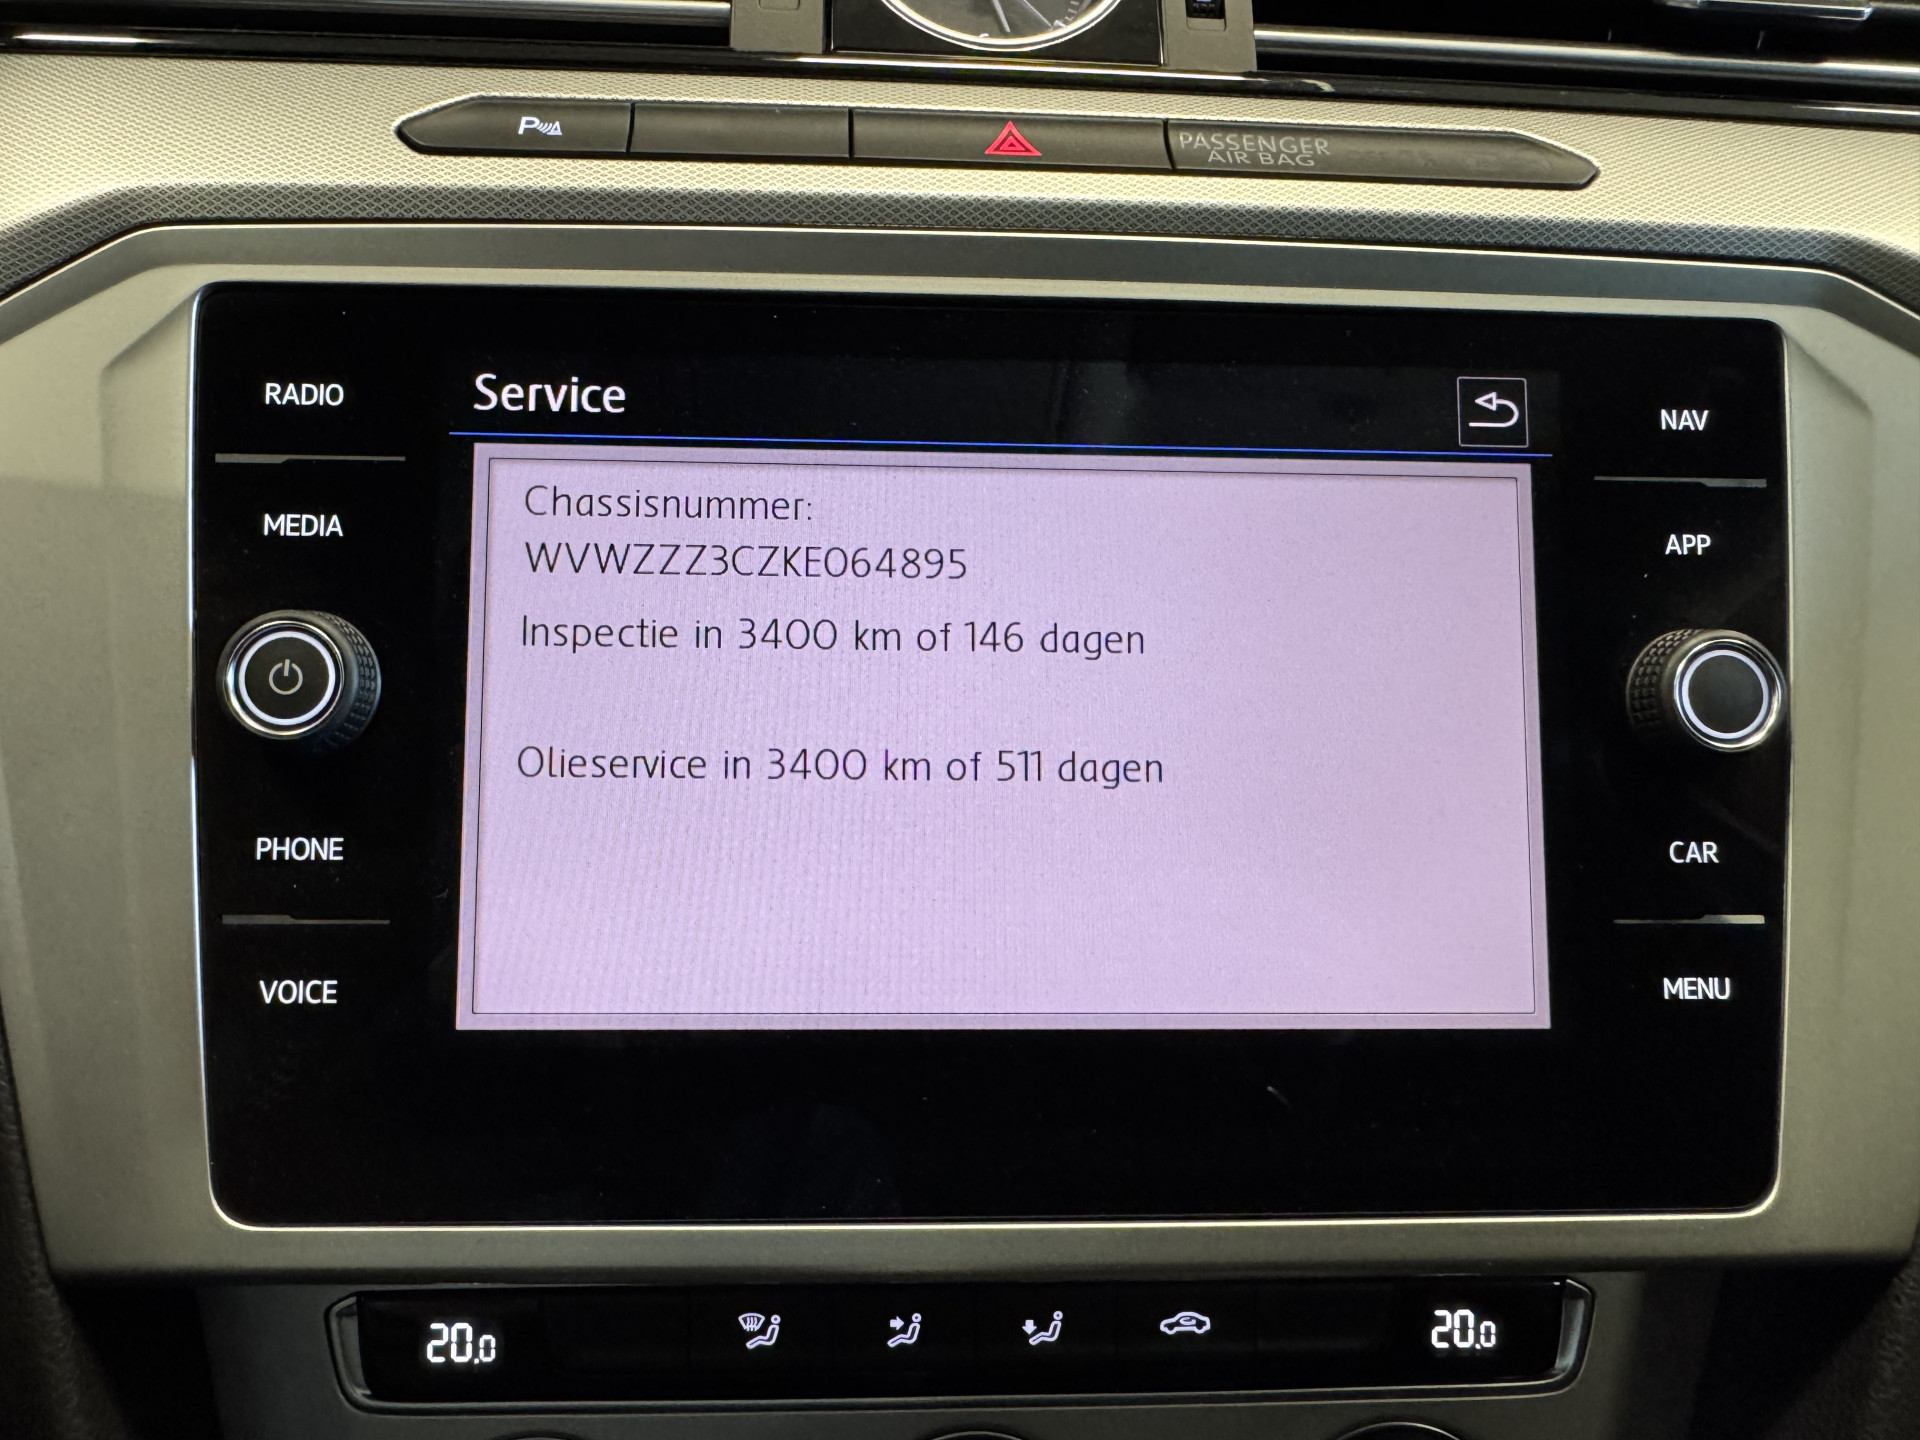 PASSENGER
AIR BAG
RADIO
Service
NAV
MEDIA
APP
Chassisnummer:
WVWZZZ3CZKE064895
Inspectie in 3400 km of 146 dagen
Olieservice in 3400 km of 511 dagen
PHONE
CAR
VOICE
MENU
20.0
20.0